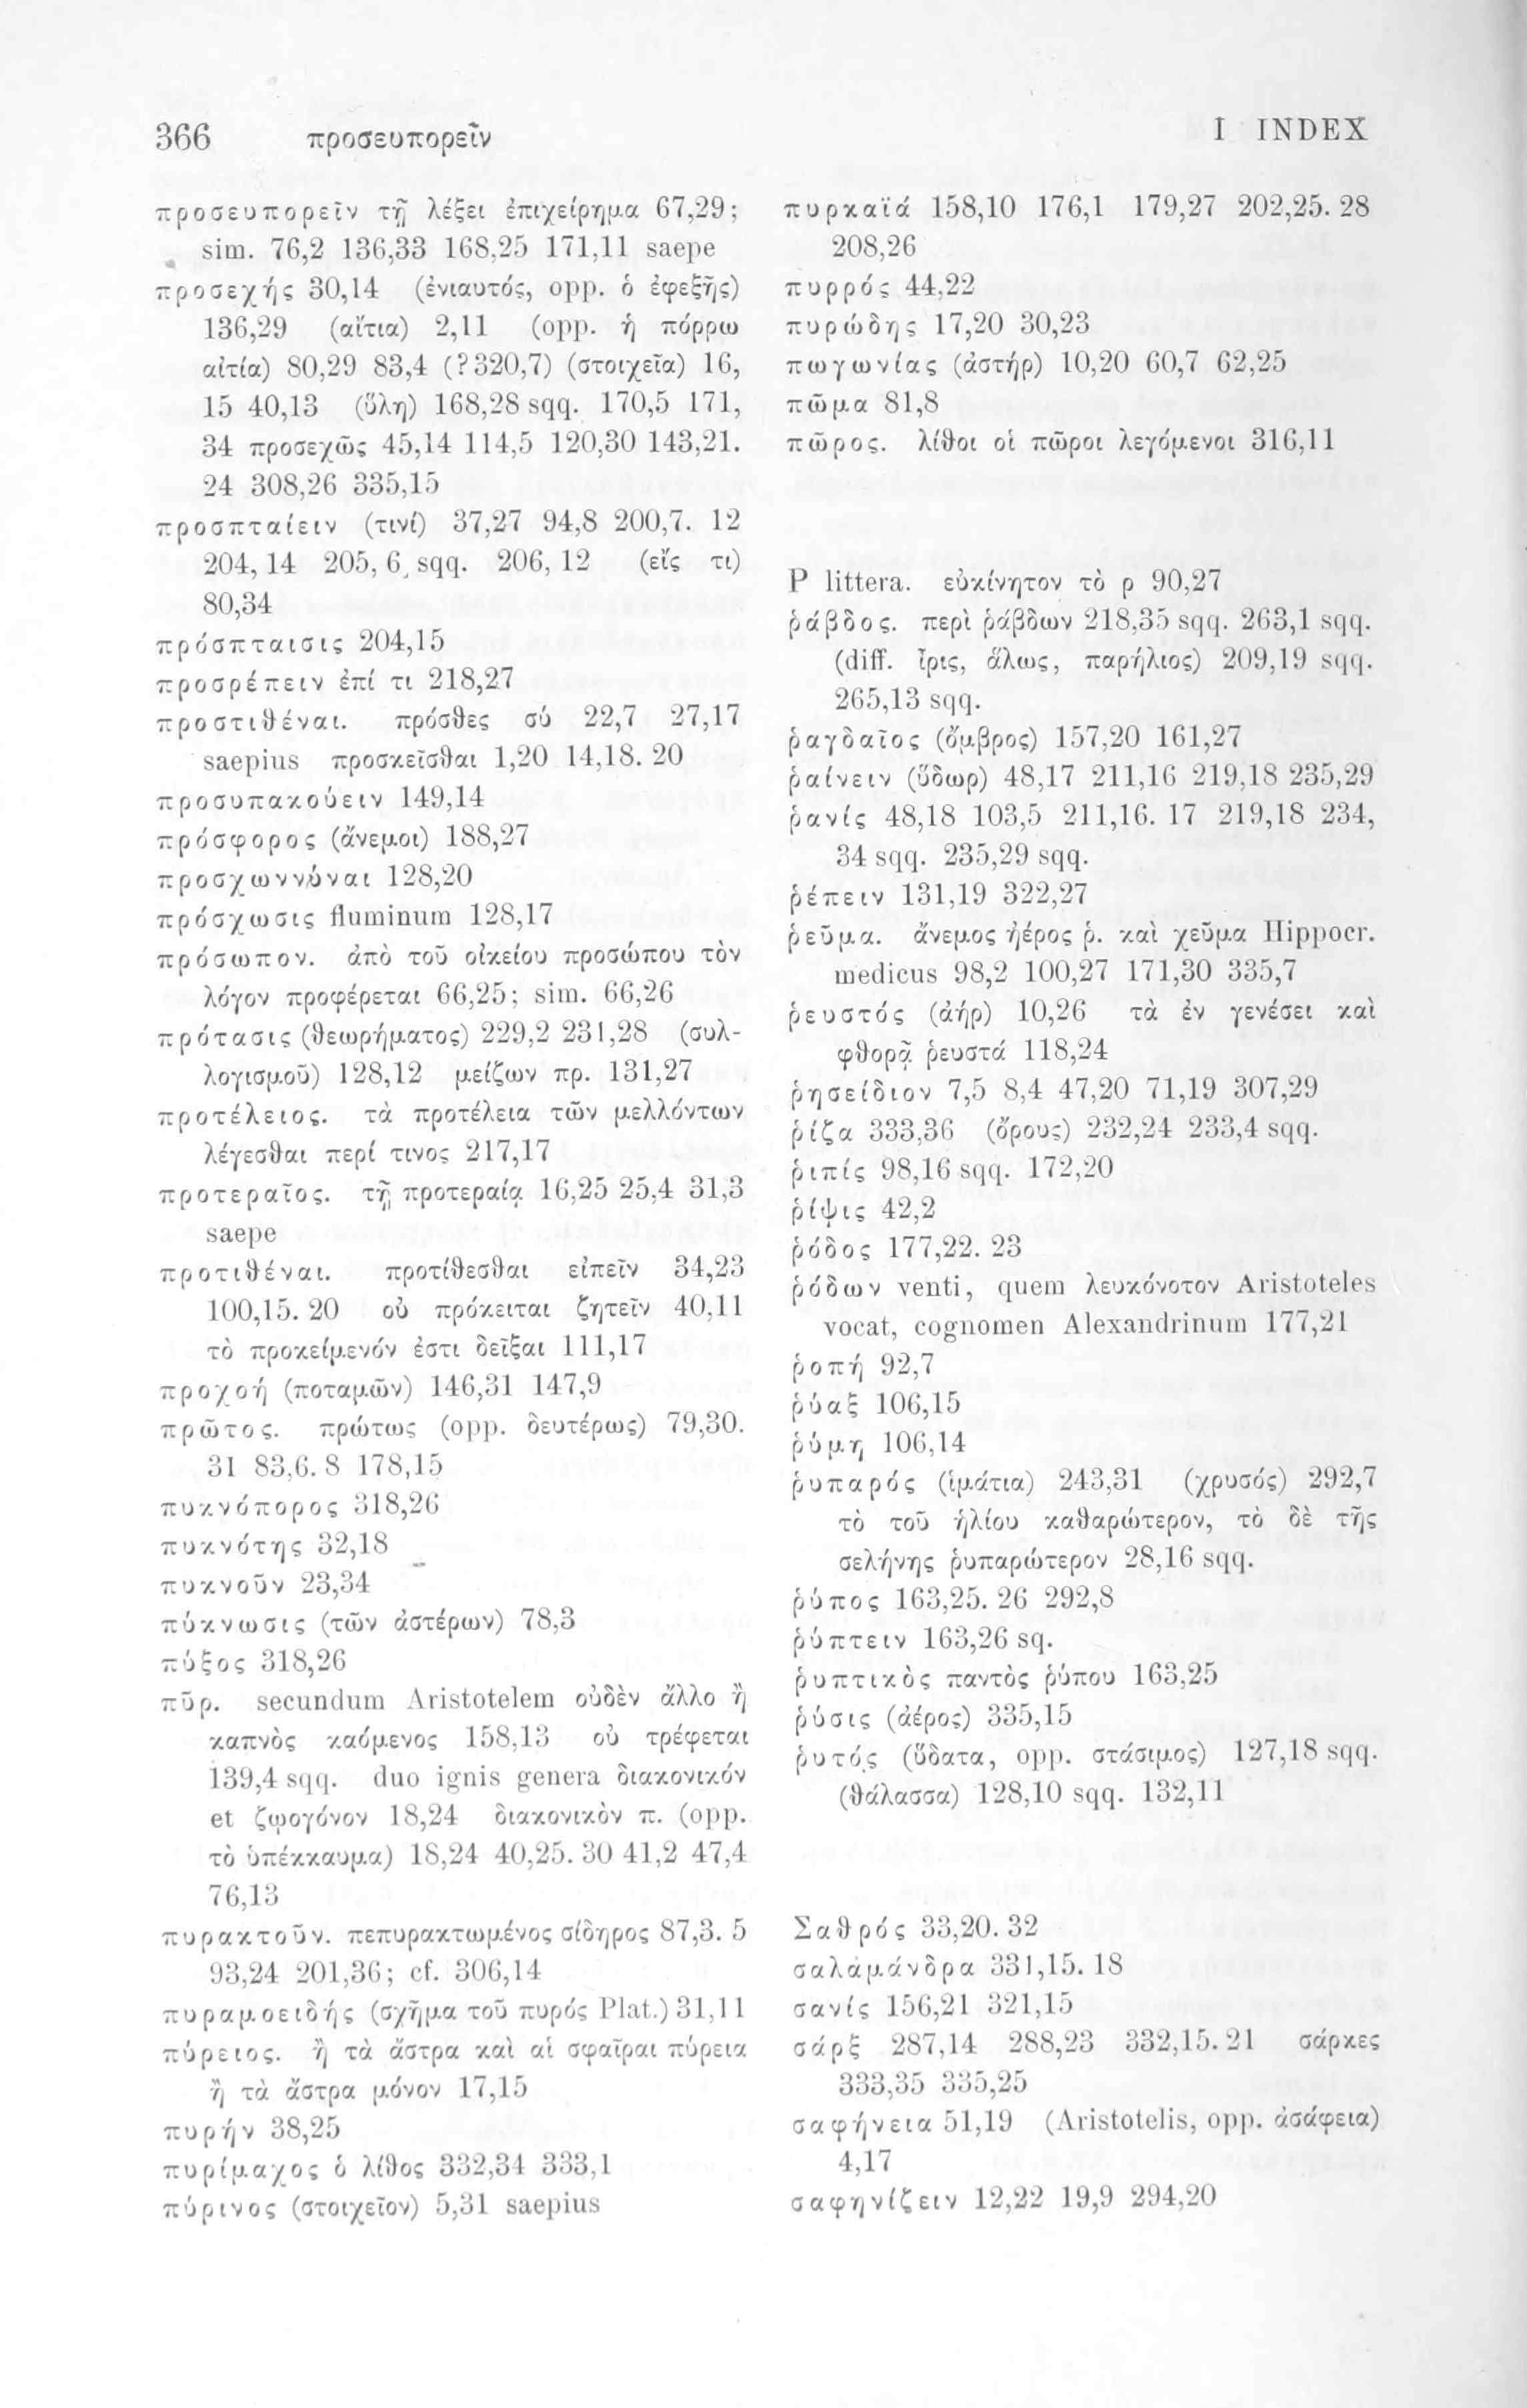 366 προσευπορεῖν I INDEX
προσευπορεῖν τῇ λέξει ἐπιχείρημα 67,29;
sim. 76,2 136,33 168,25 171,11 saepe
προσεχής 30,14 (ἐνιαυτός, opp. ὁ ἐφεξῆς)
136,29 (αἴτια) 2,11 (opp. ἡ πόρρω
αἰτία) 80,29 83,4 (?320,7) (στοιχεῖα) 16,
15 40,13 (ὕλη) 168,28 sqq. 170,5 171,
34 προσεχῶς 45,14 114,5 120,30 143,21.
24 308,26 335,15
προσπταίειν (τινί) 37,27 94,8 200,7. 12
204, 14 205, 6 sqq. 206, 12 (εἴς τι)
80,34
πρόσπταισις 204,15
προσρέπειν ἐπί τι 218,27
προστιθέναι. πρόσθες σύ 22,7 27,17
saepius προσκεῖσθαι 1,20 14,18. 20
προσυπακούειν 149,14
πρόσφορος (ἄνεμοι) 188,27
προσχωννύναι 128,20
πρόσχωσις fluminum 128,17
πρόσωπον. ἀπὸ τοῦ οἰκείου προσώπου τὸν
λόγον προφέρεται 66,25; sim. 66,26
πρότασις (θεωρήματος) 229,2 231,28 (συλ-
λογισμοῦ) 128,12 μείζων πρ. 131,27
προτέλειος. τὰ προτέλεια τῶν μελλόντων
λέγεσθαι περί τινος 217,17
προτεραῖος. τῇ προτεραίᾳ 16,25 25,4 31,3
saepe
προτιθέναι. προτίθεσθαι εἰπεῖν 34,23
100,15. 20 οὐ πρόκειται ζητεῖν 40,11
τὸ προκείμενόν ἐστι δεῖξαι 111,17
προχοή (ποταμῶν) 146,31 147,9
πρῶτος. πρώτως (opp. δευτέρως) 79,30.
31 83,6. 8 178,15
πυκνόπορος 318,26
πυκνότης 32,18
πυκνοῦν 23,34
πύκνωσις (τῶν ἀστέρων) 78,3
πύξος 318,26
πῦρ. secundum Aristotelem οὐδὲν ἄλλο ἢ
καπνὸς καόμενος 158,13 οὐ τρέφεται
139,4 sqq. duo ignis genera διακονικόν
et ζῳογόνον 18,24 διακονικὸν π. (opp.
τὸ ὑπέκκαυμα) 18,24 40,25. 30 41,2 47,4
76,13
πυρακτοῦν. πεπυρακτωμένος σίδηρος 87,3. 5
93,24 201,36; cf. 306,14
πυραμοειδής (σχῆμα τοῦ πυρός Plat.) 31,11
πύρειος. ἢ τὰ ἄστρα καὶ αἱ σφαῖραι πύρεια
ἢ τὰ ἄστρα μόνον 17,15
πυρήν 38,25
πυρίμαχος ὁ λίθος 332,34 333,1
πύρινος (στοιχεῖον) 5,31 saepius
πυρκαϊά 158,10 176,1 179,27 202,25. 28
208,26
πυρρός 44,22
πυρώδης 17,20 30,23
πωγωνίας (ἀστήρ) 10,20 60,7 62,25
πῶμα 81,8
πῶρος. λίθοι οἱ πῶροι λεγόμενοι 316,11
Ρ littera. εὐκίνητον τὸ ρ 90,27
ῥάβδος. περὶ ῥάβδων 218,35 sqq. 263,1 sqq.
(diff. ἶρις, ἅλως, παρήλιος) 209,19 sqq.
265,13 sqq.
ῥαγδαῖος (ὄμβρος) 157,20 161,27
ῥαίνειν (ὕδωρ) 48,17 211,16 219,18 235,29
ῥανίς 48,18 103,5 211,16. 17 219,18 234,
34 sqq. 235,29 sqq.
ῥέπειν 131,19 322,27
ῥεῦμα. ἄνεμος ἠέρος ῥ. καὶ χεῦμα Hippocr.
medicus 98,2 100,27 171,30 335,7
ῥευστός (ἀήρ) 10,26 τὰ ἐν γενέσει καὶ
φθορᾷ ῥευστά 118,24
ῥησείδιον 7,5 8,4 47,20 71,19 307,29
ῥίζα 333,36 (ὄρους) 232,24 233,4 sqq.
ῥιπίς 98,16 sqq. 172,20
ῥίψις 42,2
ῥόδος 177,22. 23
ῥόδων venti, quem λευκόνοτον Aristoteles
vocat, cognomen Alexandrinum 177,21
ῥοπή 92,7
ῥύαξ 106,15
ῥύμη 106,14
ῥυπαρός (ἱμάτια) 243,31 (χρυσός) 292,7
τὸ τοῦ ἡλίου καθαρώτερον, τὸ δὲ τῆς
σελήνης ῥυπαρώτερον 28,16 sqq.
ῥύπος 163,25. 26 292,8
ῥύπτειν 163,26 sq.
ῥυπτικὸς παντὸς ῥύπου 163,25
ῥύσις (ἀέρος) 335,15
ῥυτός (ὕδατα, opp. στάσιμος) 127,18 sqq.
(θάλασσα) 128,10 sqq. 132,11
Σαθρός 33,20. 32
σαλαμάνδρα 331,15. 18
σανίς 156,21 321,15
σάρξ 287,14 288,23 332,15. 21 σάρκες
333,35 335,25
σαφήνεια 51,19 (Aristotelis, opp. ἀσάφεια)
4,17
σαφηνίζειν 12,22 19,9 294,20